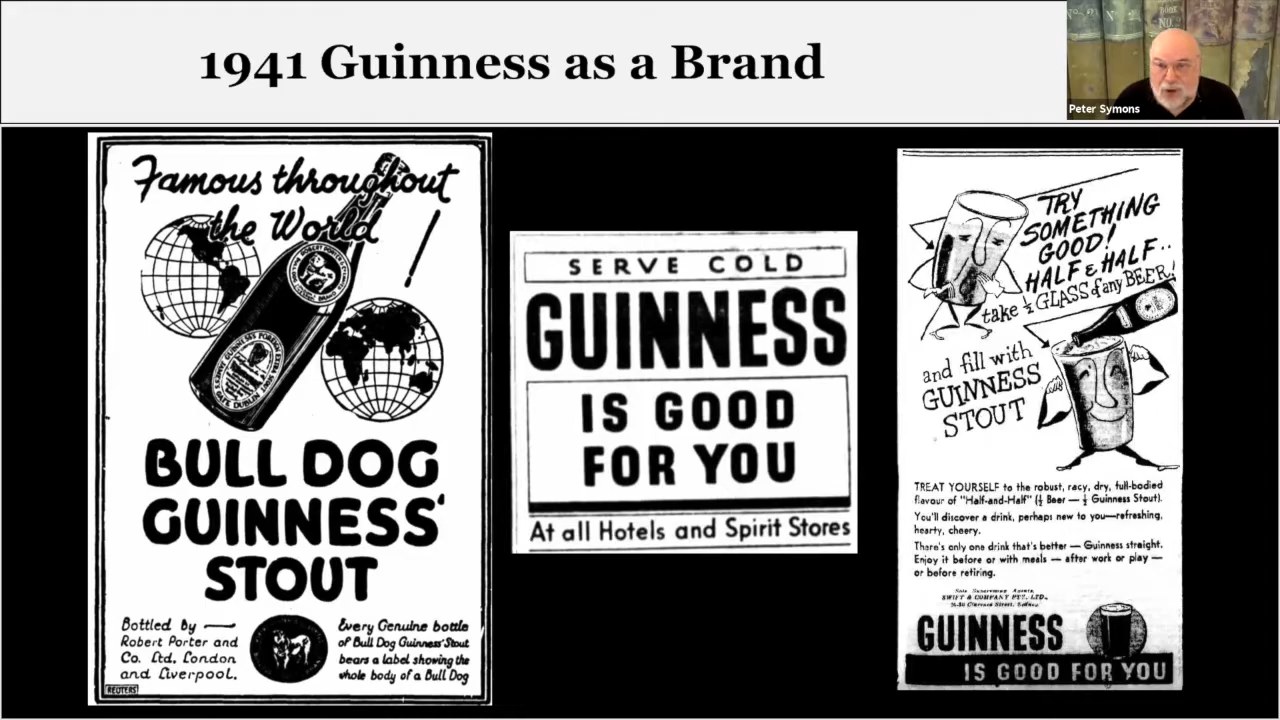 1941 Guinness as a Brand
Peter Symons
Famous throughout
the World!
BULL DOG
GUINNESS'
STOUT
Bottled by —
Robert Porter and
Co. Ltd. London
and Liverpool.
Every Genuine bottle
of Bull Dog Guinness' Stout
bears a label showing the
whole body of a Bull Dog
REUTERS
SERVE COLD
GUINNESS
IS GOOD
FOR YOU
At all Hotels and Spirit Stores
TRY
SOMETHING
GOOD!
HALF & HALF..
take ½ GLASS of any BEER!
and fill with
GUINNESS
STOUT
TREAT YOURSELF to the robust, racy, dry, full-bodied
flavour of "Half-and-Half" (½ Beer — ½ Guinness Stout).
You'll discover a drink, perhaps new to you—refreshing,
hearty, cheery.
There's only one drink that's better — Guinness straight.
Enjoy it before or with meals — after work or play —
or before retiring.
SWIFT & COMPANY PTY. LTD.,
GUINNESS
IS GOOD FOR YOU